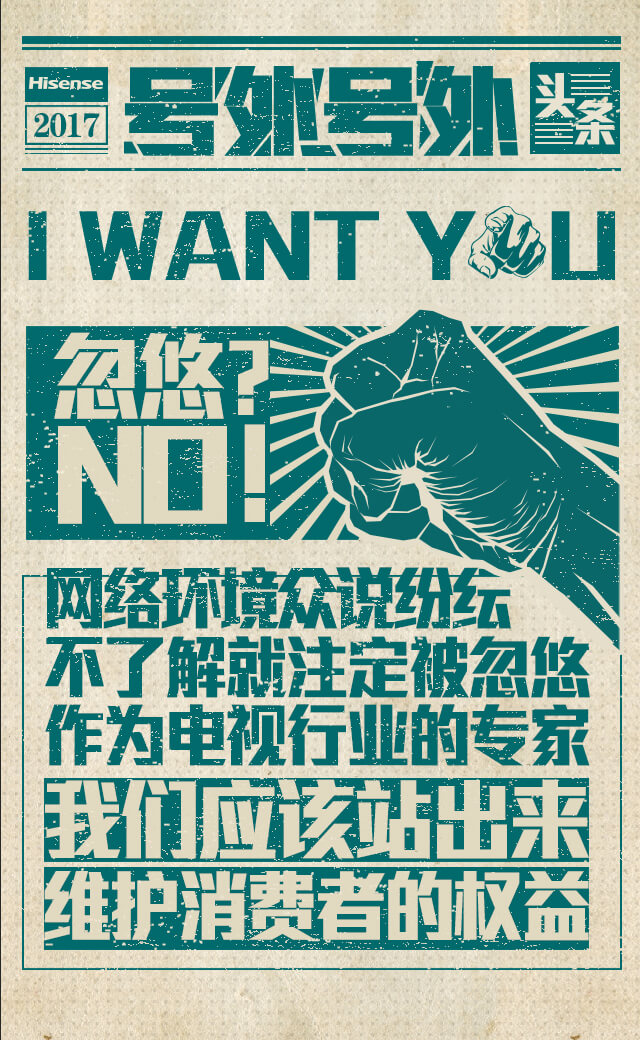 Hisense
2017
号外号外
头条
I WANT YOU
忽悠?
NO!
网络环境众说纷纭
不了解就注定被忽悠
作为电视行业的专家
我们应该站出来
维护消费者的权益